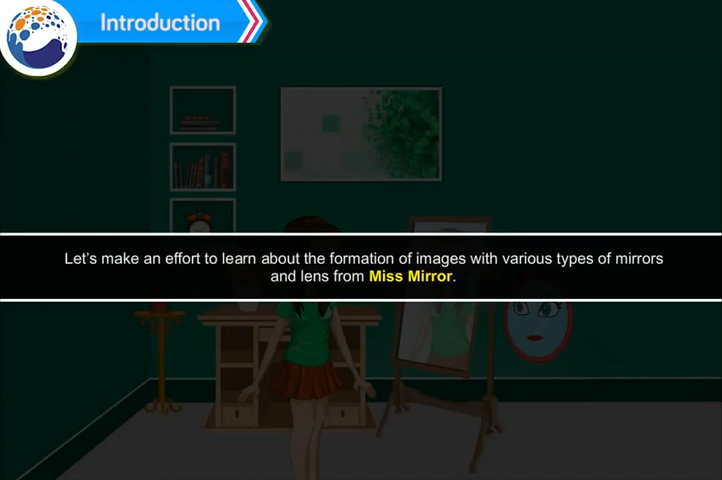 Introduction
Let's make an effort to learn about the formation of images with various types of mirrors
and lens from Miss Mirror.